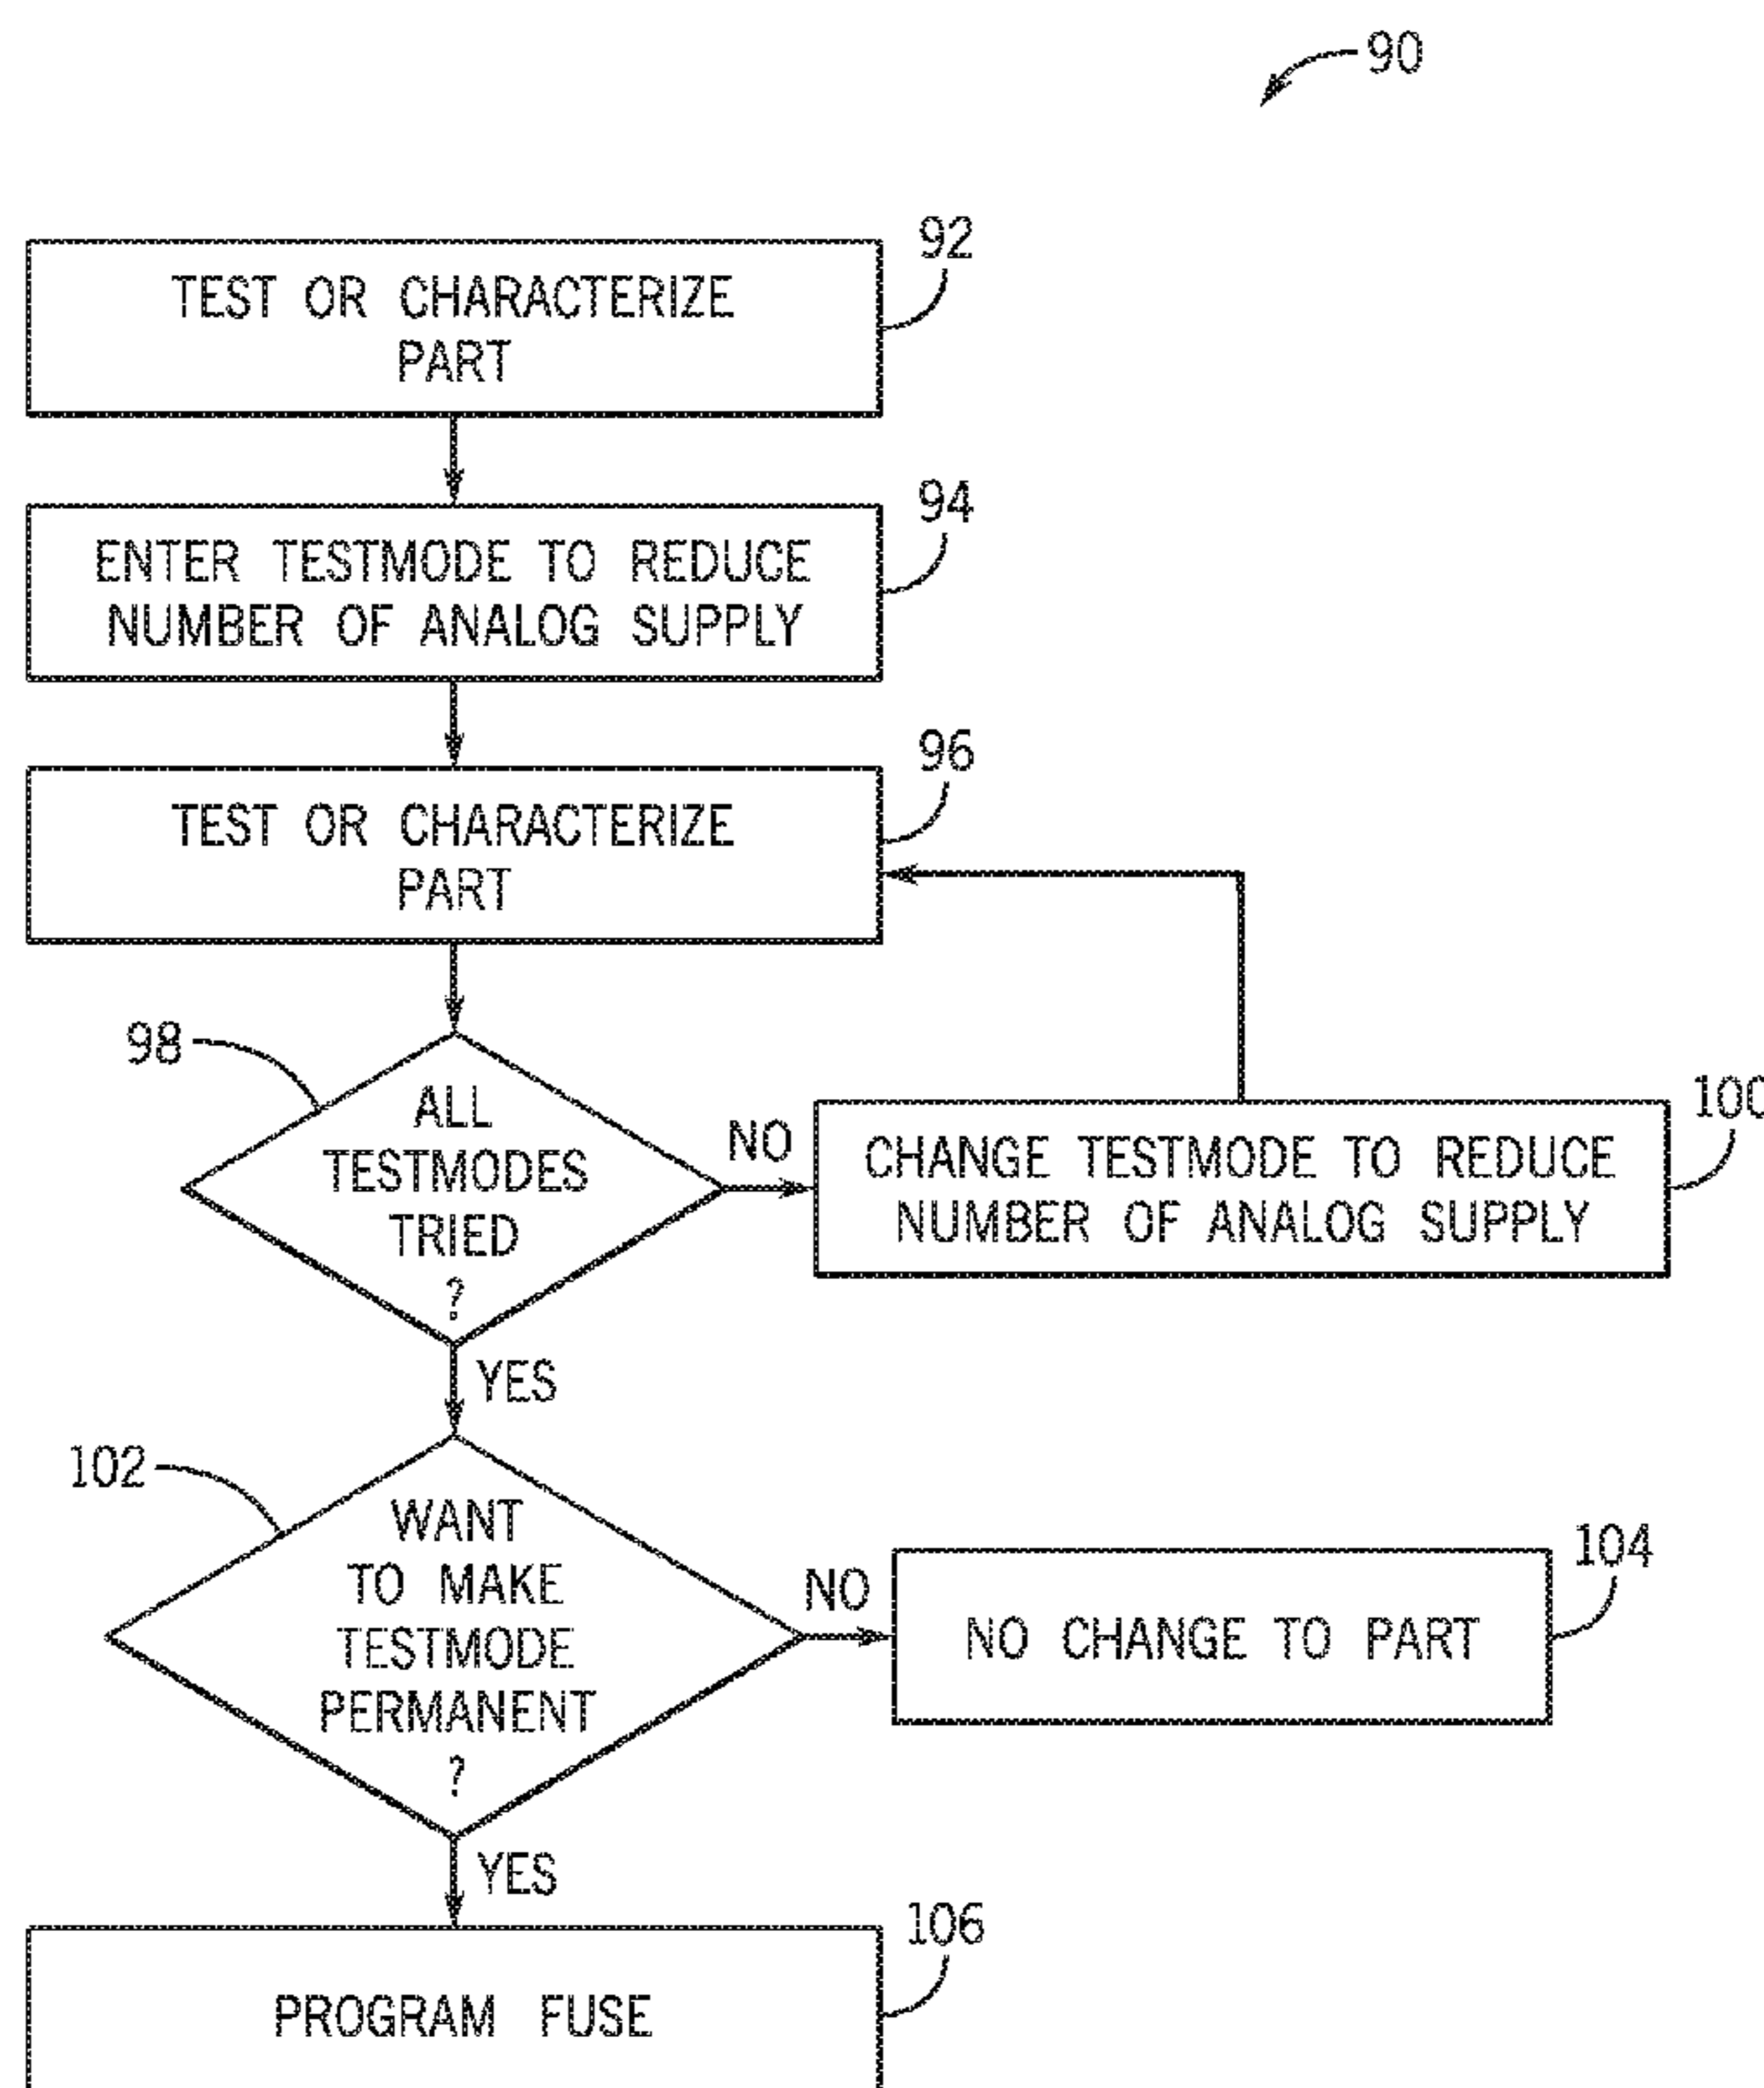 90
92
TEST OR CHARACTERIZE
PART
94
ENTER TESTMODE TO REDUCE
NUMBER OF ANALOG SUPPLY
96
TEST OR CHARACTERIZE
PART
98
ALL
TESTMODES
TRIED
?
NO
100
CHANGE TESTMODE TO REDUCE
NUMBER OF ANALOG SUPPLY
YES
102
WANT
TO MAKE
TESTMODE
PERMANENT
?
NO
104
NO CHANGE TO PART
YES
106
PROGRAM FUSE